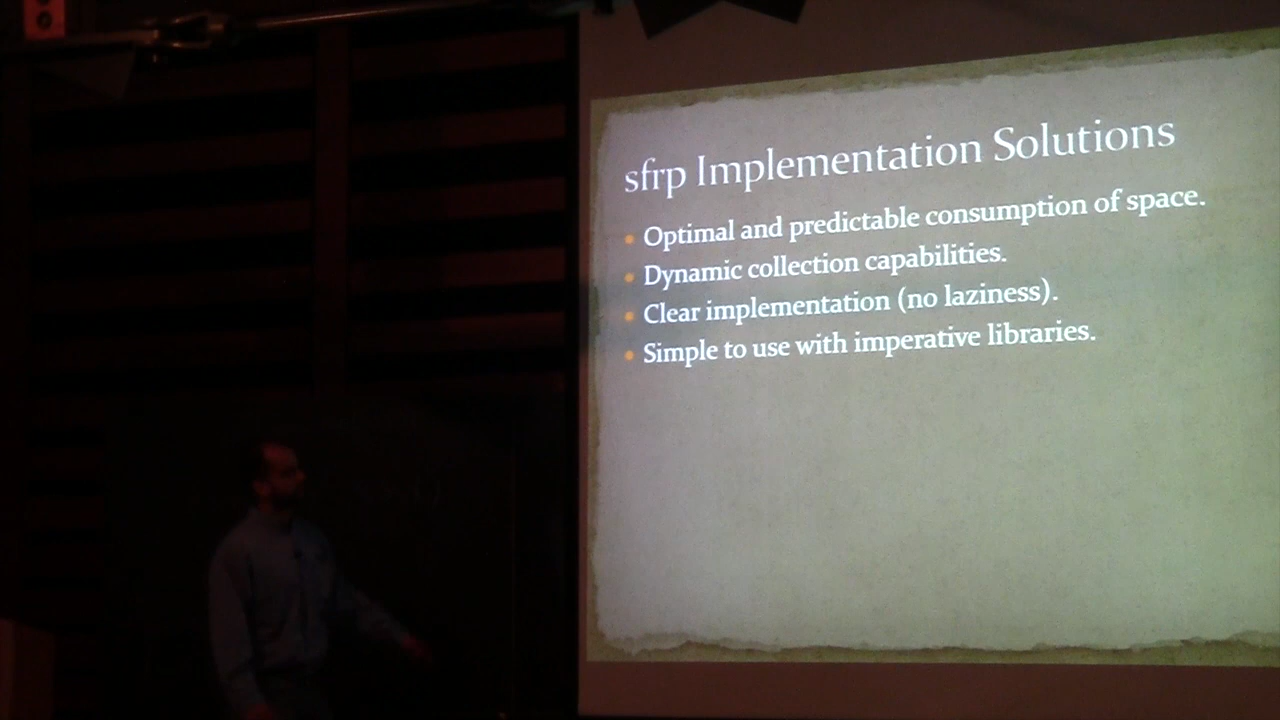 sfrp Implementation Solutions
• Optimal and predictable consumption of space.
• Dynamic collection capabilities.
• Clear implementation (no laziness).
• Simple to use with imperative libraries.